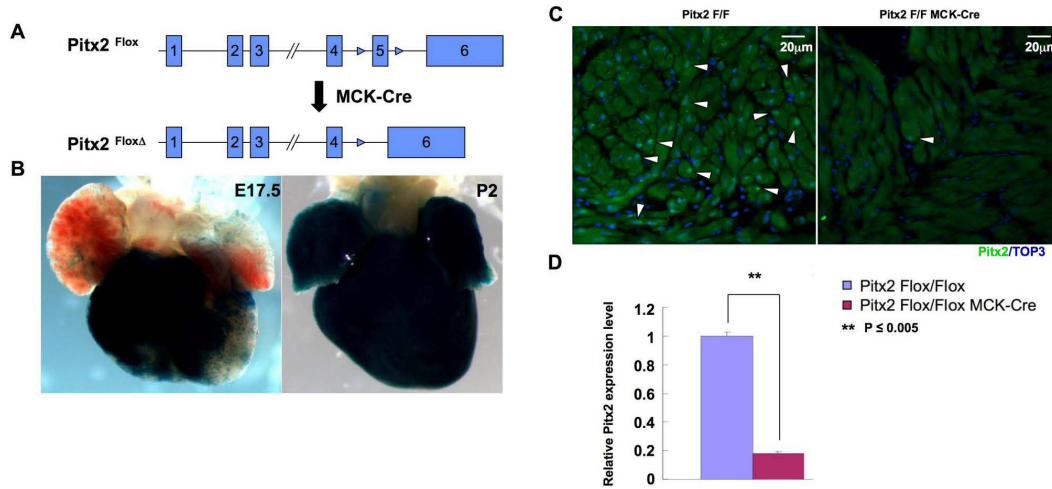 A
Pitx2 Flox
1 2 3 // 4 5 6
MCK-Cre
Pitx2 FloxΔ
1 2 3 // 4 6
B
E17.5
P2
C
Pitx2 F/F
Pitx2 F/F MCK-Cre
20μm
20μm
Pitx2/TOP3
D
Relative Pitx2 expression level
1.2
1
0.8
0.6
0.4
0.2
0
**
Pitx2 Flox/Flox
Pitx2 Flox/Flox MCK-Cre
** P ≤ 0.005